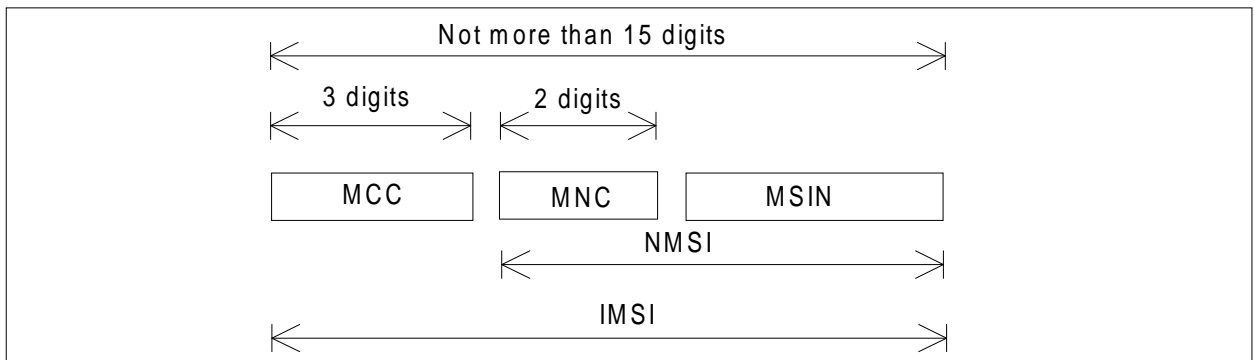 Not more than 15 digits
3 digits
2 digits
MCC
MNC
MSIN
NMSI
IMSI